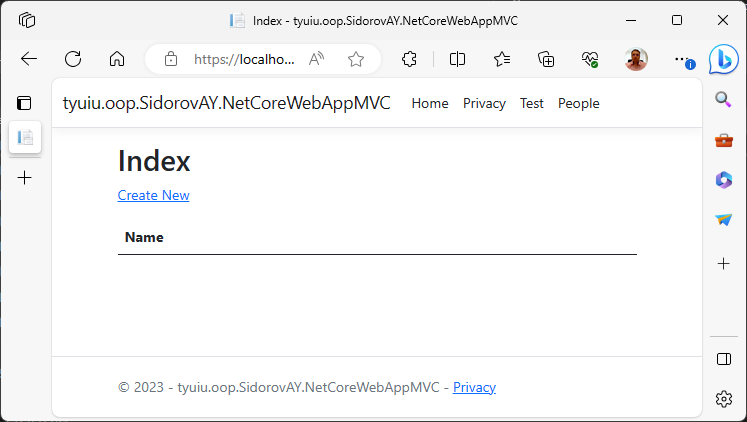 Index - tyuiu.oop.SidorovAY.NetCoreWebAppMVC
https://localho...
tyuiu.oop.SidorovAY.NetCoreWebAppMVC Home Privacy Test People
Index
Create New
Name
© 2023 - tyuiu.oop.SidorovAY.NetCoreWebAppMVC - Privacy